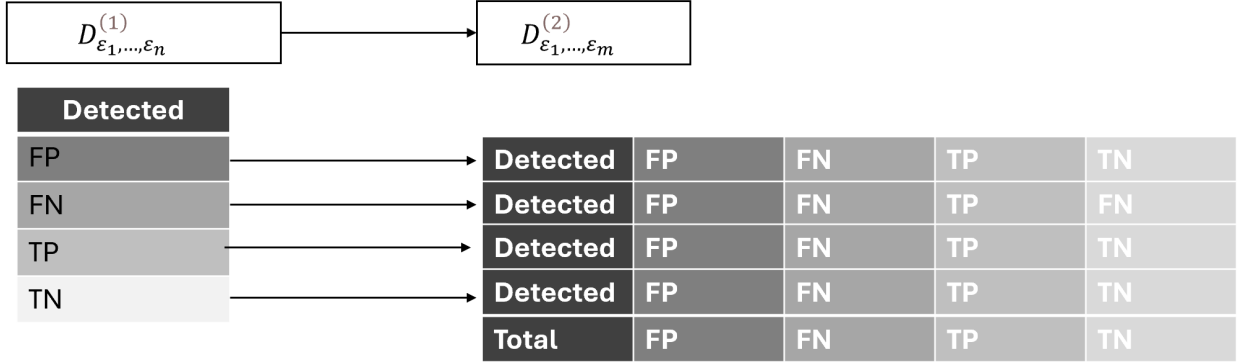 D^{(1)}_{ε_1,…,ε_n} D^{(2)}_{ε_1,…,ε_m}
Detected
FP
FN
TP
TN
Detected FP FN TP TN
Detected FP FN TP FN
Detected FP FN TP TN
Detected FP FN TP TN
Total FP FN TP TN